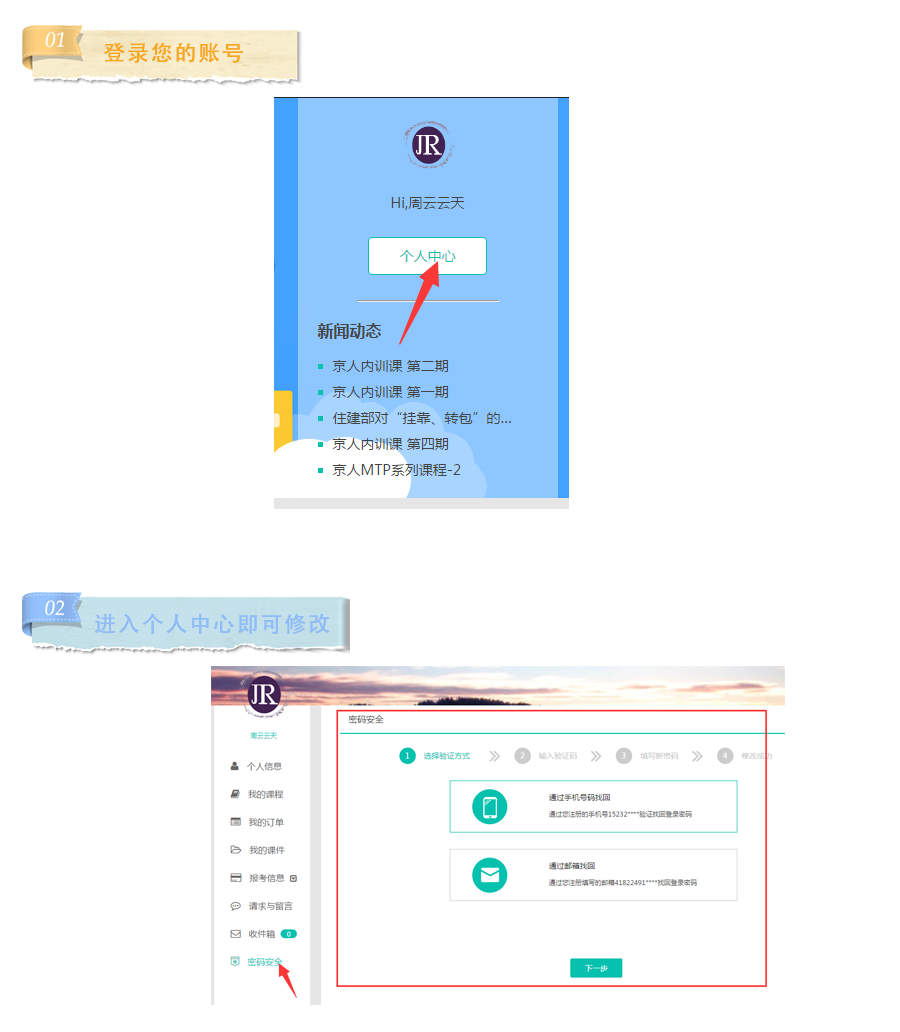 01
登录您的账号
JR
Hi,周云云天
个人中心
新闻动态
京人内训课 第二期
京人内训课 第一期
住建部对“挂靠、转包”的...
京人内训课 第四期
京人MTP系列课程-2
02
进入个人中心即可修改
JR
周云云天
密码安全
1 选择验证方式 2 输入验证码 3 填写新密码 4 修改成功
个人信息
我的课程
我的订单
我的课件
报考信息
请求与留言
收件箱 0
密码安全
通过手机号码找回
通过您注册的手机号15232****验证找回登录密码
通过邮箱找回
通过您注册填写的邮箱41822491****找回登录密码
下一步